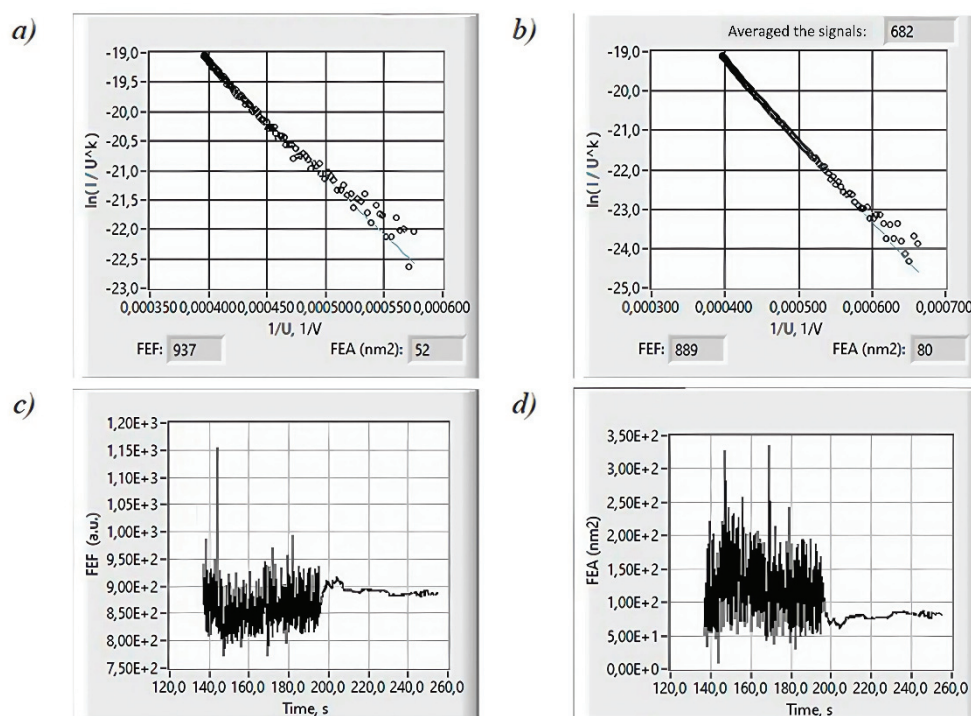 a)
-19,0
-19,5
-20,0
-20,5
-21,0
-21,5
-22,0
-22,5
-23,0
ln(I / U^k)
0,000350 0,000400 0,000450 0,000500 0,000550 0,000600
1/U, 1/V
FEF: 937 FEA (nm2): 52
b)
Averaged the signals: 682
-19,0
-20,0
-21,0
-22,0
-23,0
-24,0
-25,0
ln(I / U^k)
0,000300 0,000400 0,000500 0,000600 0,000700
1/U, 1/V
FEF: 889 FEA (nm2): 80
c)
1,20E+3
1,15E+3
1,10E+3
1,05E+3
1,00E+3
9,50E+2
9,00E+2
8,50E+2
8,00E+2
7,50E+2
FEF (a.u.)
120,0 140,0 160,0 180,0 200,0 220,0 240,0 260,0
Time, s
d)
3,50E+2
3,00E+2
2,50E+2
2,00E+2
1,50E+2
1,00E+2
5,00E+1
0,00E+0
FEA (nm2)
120,0 140,0 160,0 180,0 200,0 220,0 240,0 260,0
Time, s